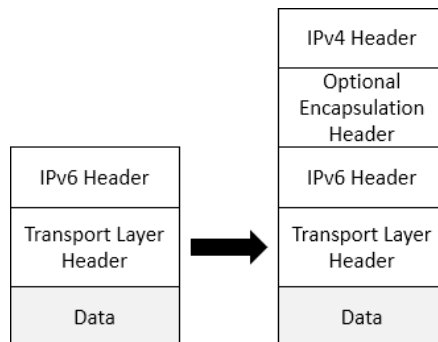 IPv6 Header
Transport Layer
Header
Data
IPv4 Header
Optional
Encapsulation
Header
IPv6 Header
Transport Layer
Header
Data